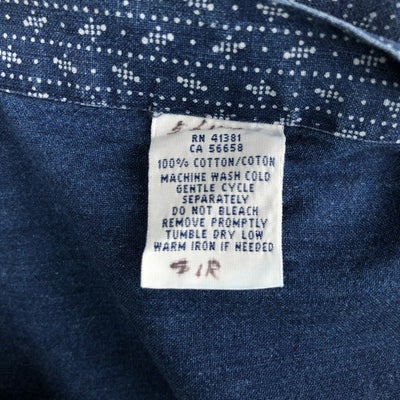 RN 41381
CA 56658
100% COTTON/COTON
MACHINE WASH COLD
GENTLE CYCLE
SEPARATELY
DO NOT BLEACH
REMOVE PROMPTLY
TUMBLE DRY LOW
WARM IRON IF NEEDED